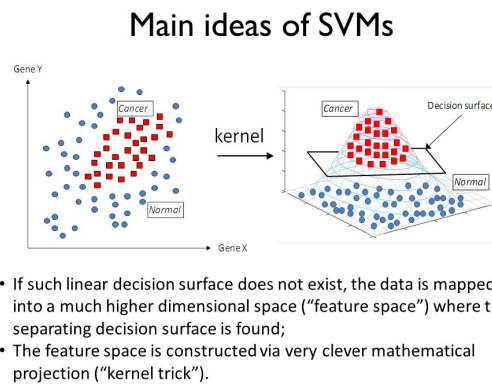 Main ideas of SVMs
Gene Y
Cancer
Normal
Gene X
kernel
Cancer
Decision surface
Normal
• If such linear decision surface does not exist, the data is mapped
into a much higher dimensional space (“feature space”) where
separating decision surface is found;
• The feature space is constructed via very clever mathematical
projection (“kernel trick”).